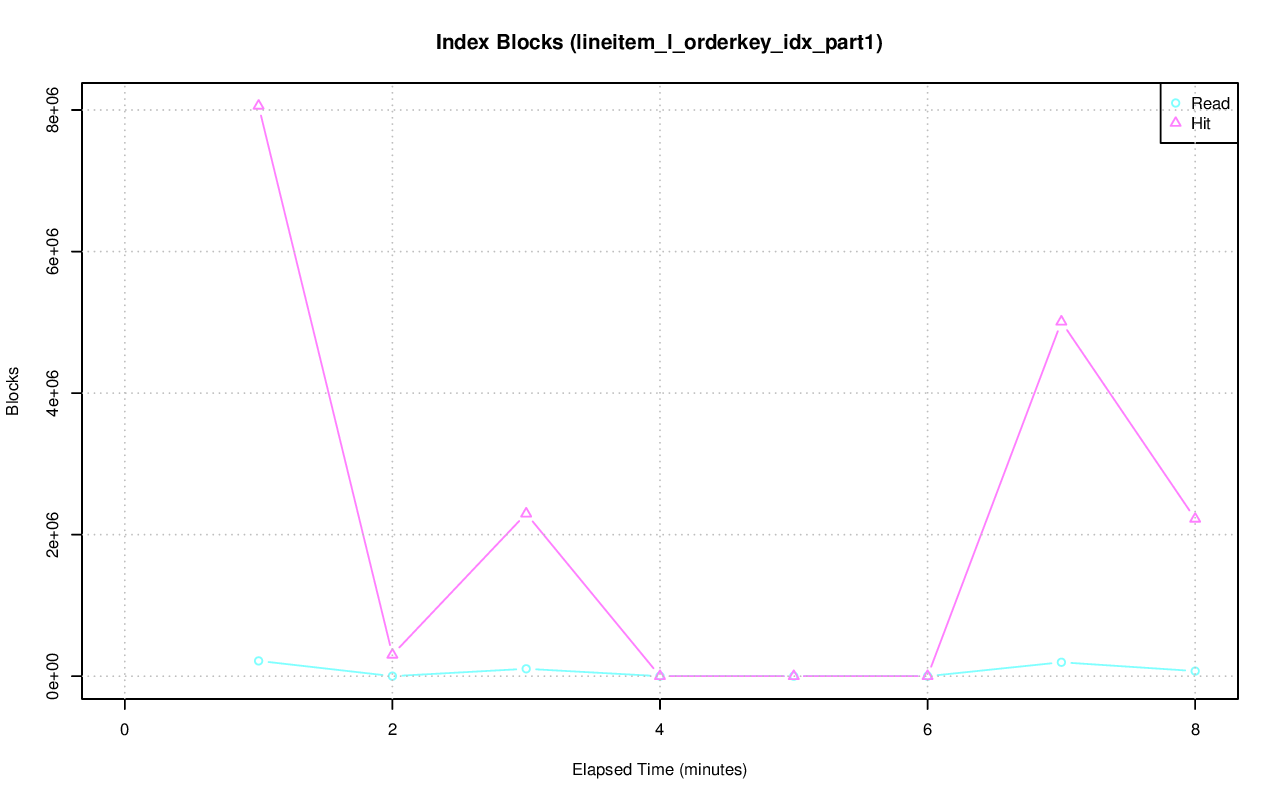 Index Blocks (lineitem_l_orderkey_idx_part1)
Read
Hit
8e+06
6e+06
4e+06
2e+06
0e+00
Blocks
0 2 4 6 8
Elapsed Time (minutes)